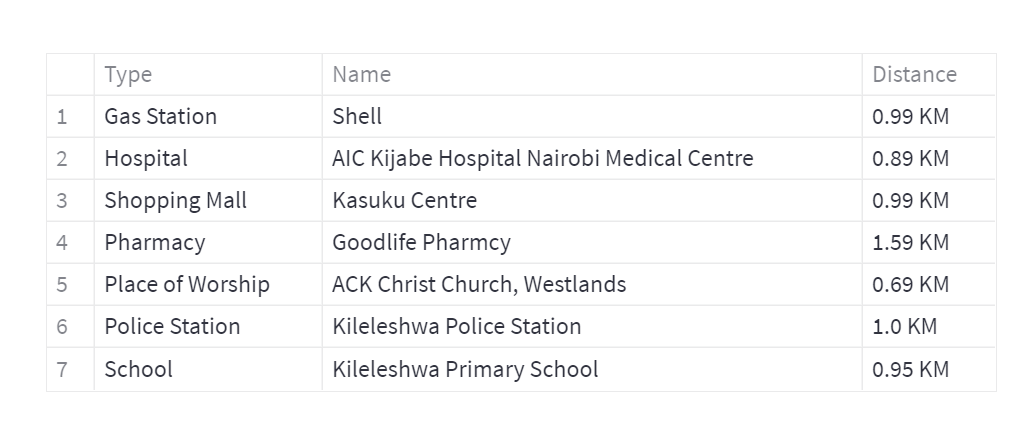 Type Name Distance
1 Gas Station Shell 0.99 KM
2 Hospital AIC Kijabe Hospital Nairobi Medical Centre 0.89 KM
3 Shopping Mall Kasuku Centre 0.99 KM
4 Pharmacy Goodlife Pharmcy 1.59 KM
5 Place of Worship ACK Christ Church, Westlands 0.69 KM
6 Police Station Kileleshwa Police Station 1.0 KM
7 School Kileleshwa Primary School 0.95 KM